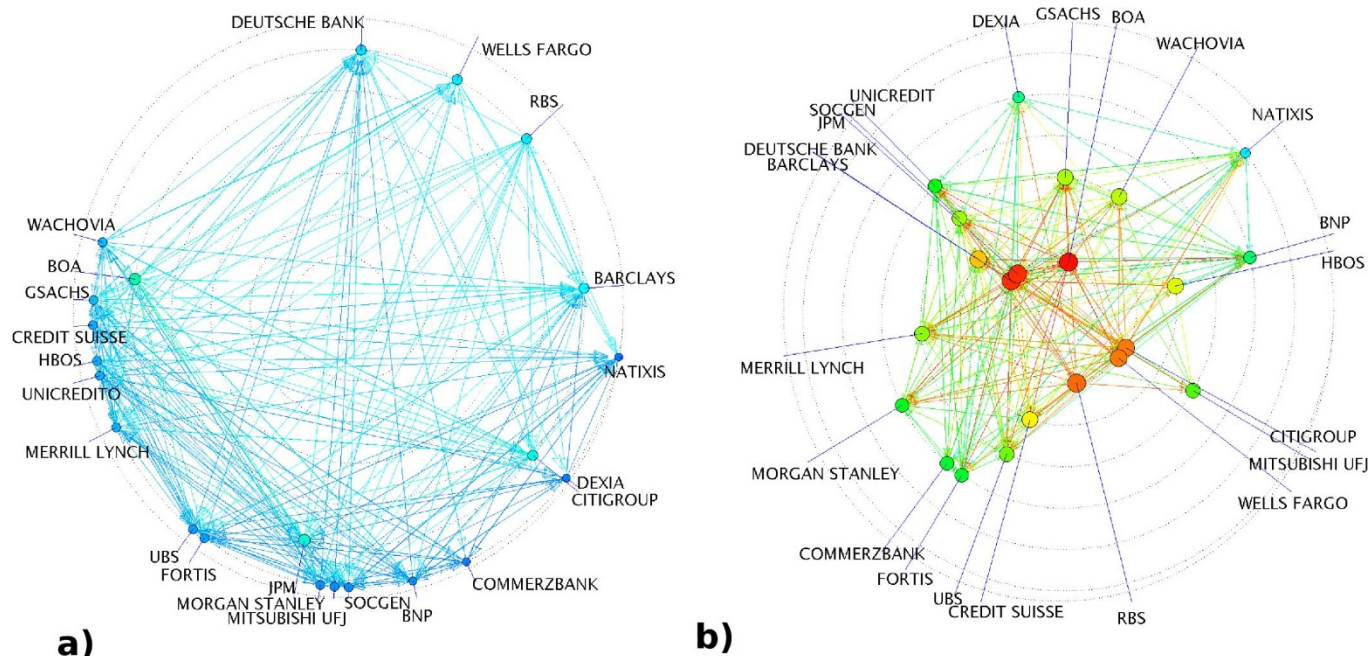 DEUTSCHE BANK
WELLS FARGO
RBS
WACHOVIA
BOA
GSACHS
CREDIT SUISSE
HBOS
UNICREDITO
MERRILL LYNCH
BARCLAYS
NATIXIS
DEXIA
CITIGROUP
UBS
FORTIS
JPM
MORGAN STANLEY
MITSUBISHI UFJ
SOCGEN
BNP
COMMERZBANK
a)
GSACHS
DEXIA
BOA
WACHOVIA
UNICREDIT
SOCGEN
JPM
DEUTSCHE BANK
BARCLAYS
NATIXIS
BNP
HBOS
MERRILL LYNCH
MORGAN STANLEY
CITIGROUP
MITSUBISHI UFJ
WELLS FARGO
COMMERZBANK
FORTIS
UBS
CREDIT SUISSE
RBS
b)